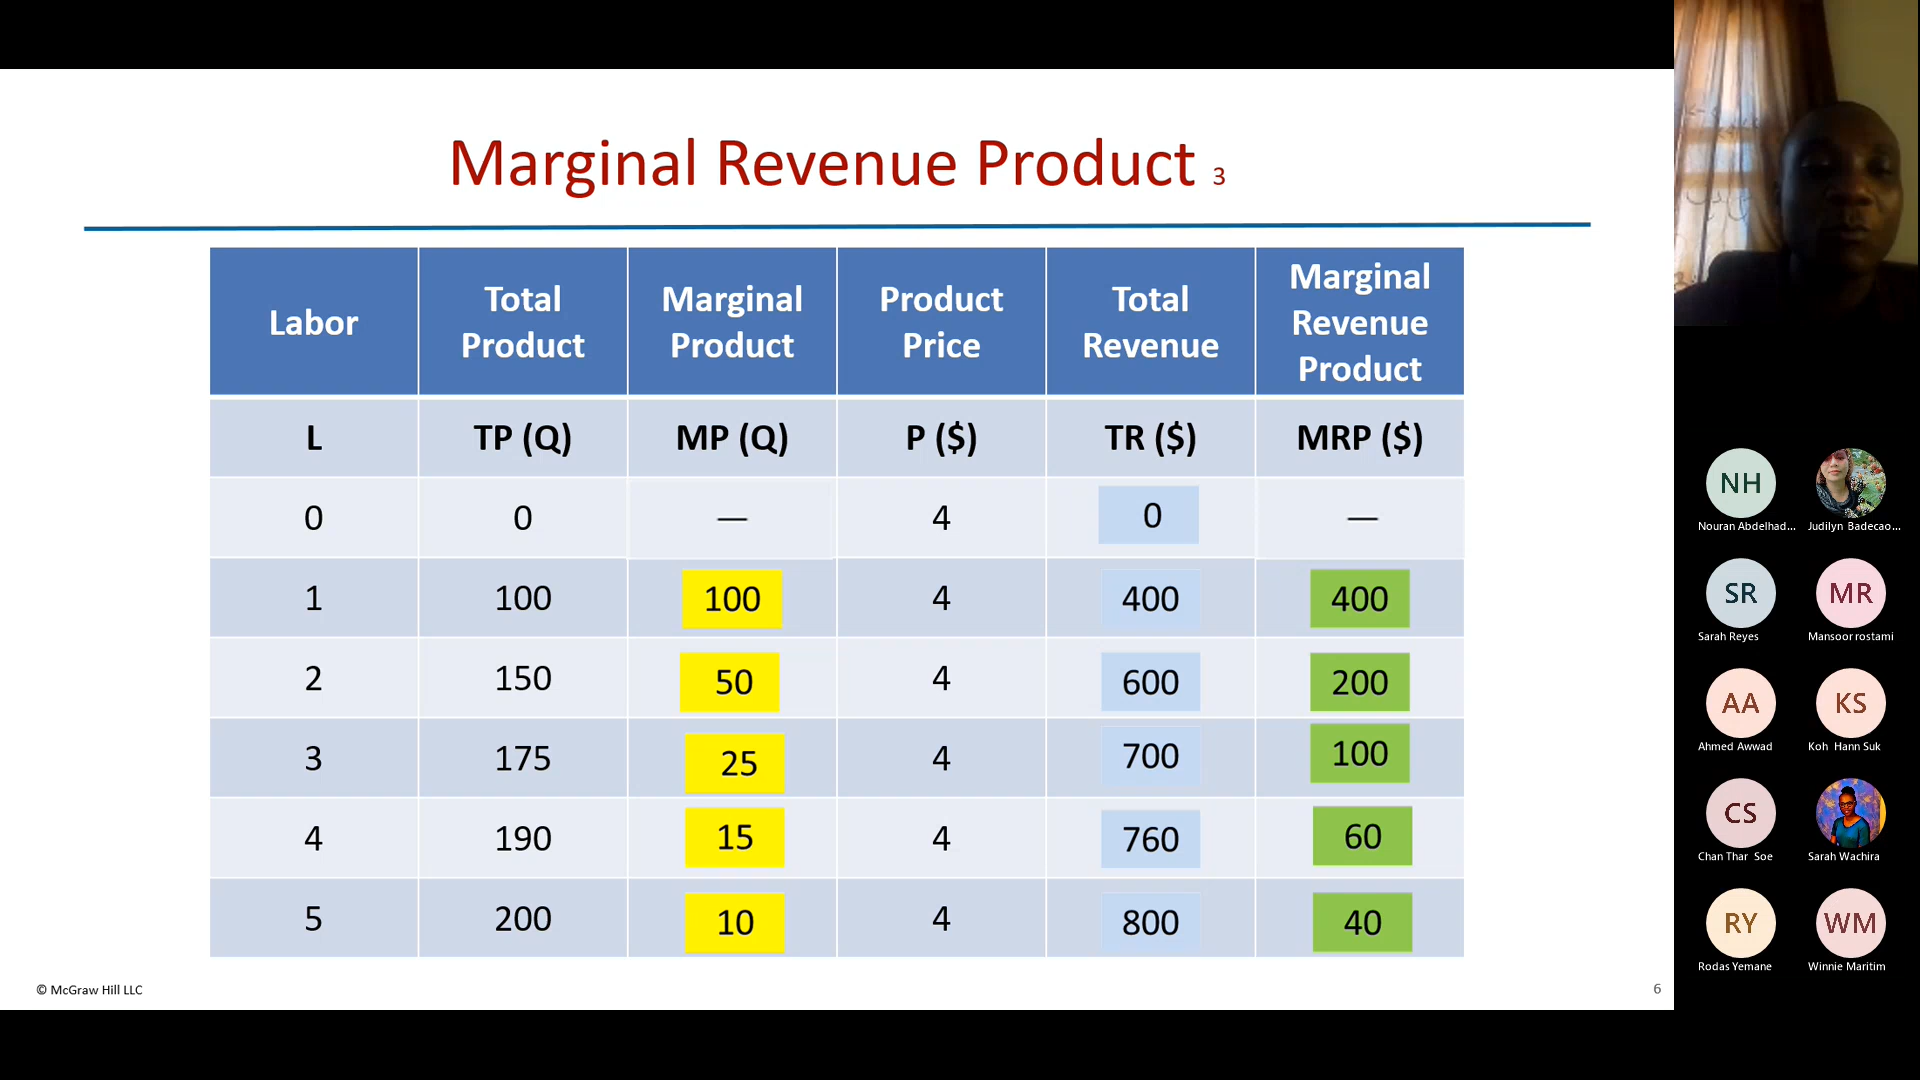 Marginal Revenue Product 3
Labor Total Product Marginal Product Product Price Total Revenue Marginal Revenue Product
L TP (Q) MP (Q) P ($) TR ($) MRP ($)
0 0 — 4 0 —
1 100 100 4 400 400
2 150 50 4 600 200
3 175 25 4 700 100
4 190 15 4 760 60
5 200 10 4 800 40
© McGraw Hill LLC
6
NH
Nouran Abdelhad...
Judilyn Badecao...
SR MR
Sarah Reyes Mansoor rostami
AA KS
Ahmed Awwad Koh Hann Suk
CS
Chan Thar Soe Sarah Wachira
RY WM
Rodas Yemane Winnie Maritim